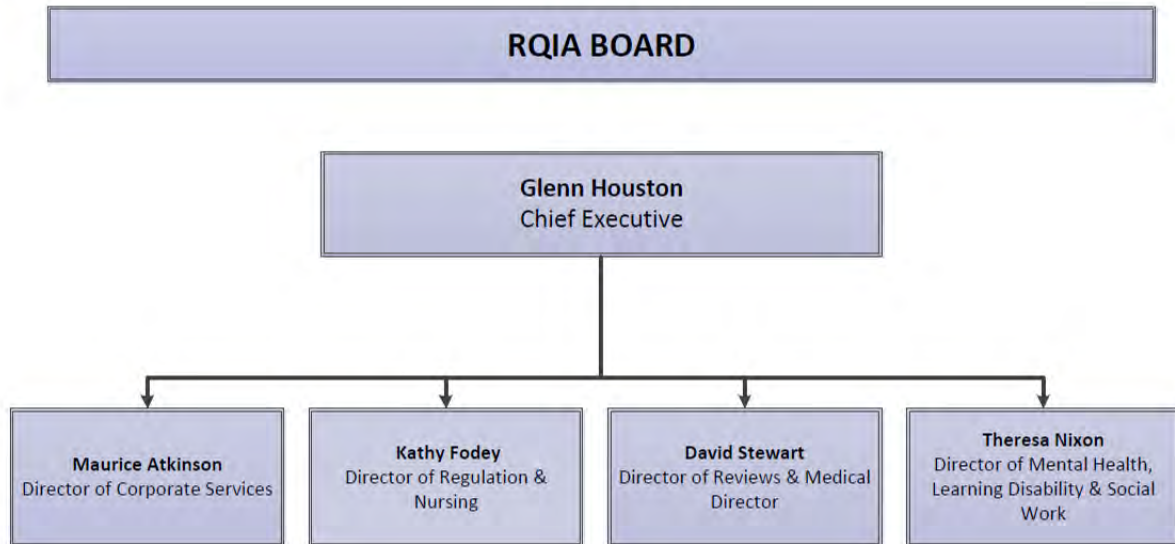 RQIA BOARD
Glenn Houston
Chief Executive
Maurice Atkinson
Director of Corporate Services
Kathy Fodey
Director of Regulation &
Nursing
David Stewart
Director of Reviews & Medical
Director
Theresa Nixon
Director of Mental Health,
Learning Disability & Social
Work